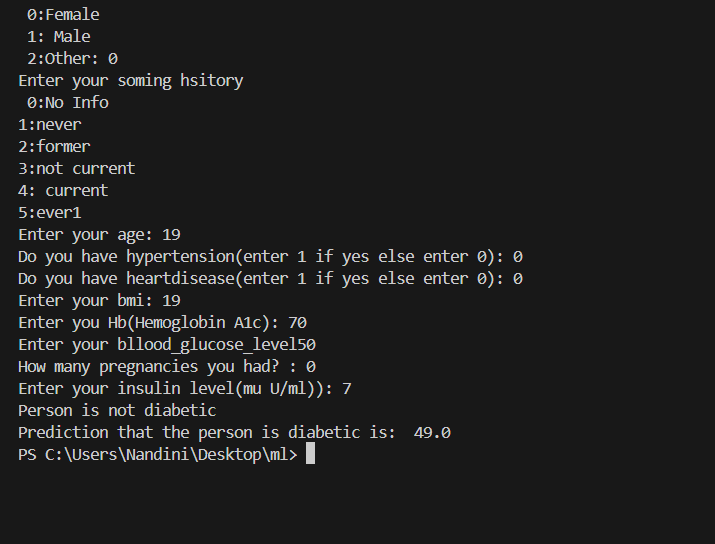 0:Female
1: Male
2:Other: 0
Enter your soming hsitory
0:No Info
1:never
2:former
3:not current
4: current
5:ever1
Enter your age: 19
Do you have hypertension(enter 1 if yes else enter 0): 0
Do you have heartdisease(enter 1 if yes else enter 0): 0
Enter your bmi: 19
Enter you Hb(Hemoglobin A1c): 70
Enter your bllood_glucose_level50
How many pregnancies you had? : 0
Enter your insulin level(mu U/ml)): 7
Person is not diabetic
Prediction that the person is diabetic is:  49.0
PS C:\Users\Nandini\Desktop\ml>